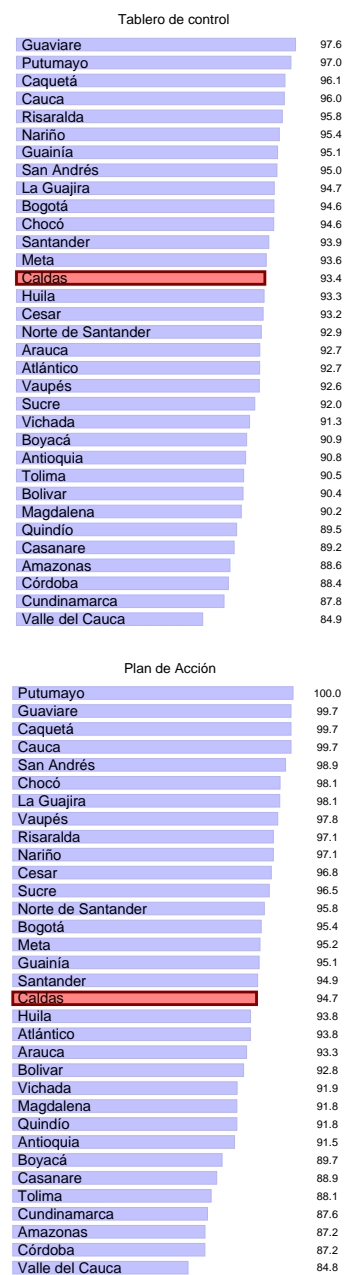 Tablero de control
Guaviare 97.6
Putumayo 97.0
Caquetá 96.1
Cauca 96.0
Risaralda 95.8
Nariño 95.4
Guainía 95.1
San Andrés 95.0
La Guajira 94.7
Bogotá 94.6
Chocó 94.6
Santander 93.9
Meta 93.6
Caldas 93.4
Huila 93.3
Cesar 93.2
Norte de Santander 92.9
Arauca 92.7
Atlántico 92.7
Vaupés 92.6
Sucre 92.0
Vichada 91.3
Boyacá 90.9
Antioquia 90.8
Tolima 90.5
Bolivar 90.4
Magdalena 90.2
Quindío 89.5
Casanare 89.2
Amazonas 88.6
Córdoba 88.4
Cundinamarca 87.8
Valle del Cauca 84.9
Plan de Acción
Putumayo 100.0
Guaviare 99.7
Caquetá 99.7
Cauca 99.7
San Andrés 98.9
Chocó 98.1
La Guajira 98.1
Vaupés 97.8
Risaralda 97.1
Nariño 97.1
Cesar 96.8
Sucre 96.5
Norte de Santander 95.8
Bogotá 95.4
Meta 95.2
Guainía 95.1
Santander 94.9
Caldas 94.7
Huila 93.8
Atlántico 93.8
Arauca 93.3
Bolivar 92.8
Vichada 91.9
Magdalena 91.8
Quindío 91.8
Antioquia 91.5
Boyacá 89.7
Casanare 88.9
Tolima 88.1
Cundinamarca 87.6
Amazonas 87.2
Córdoba 87.2
Valle del Cauca 84.8